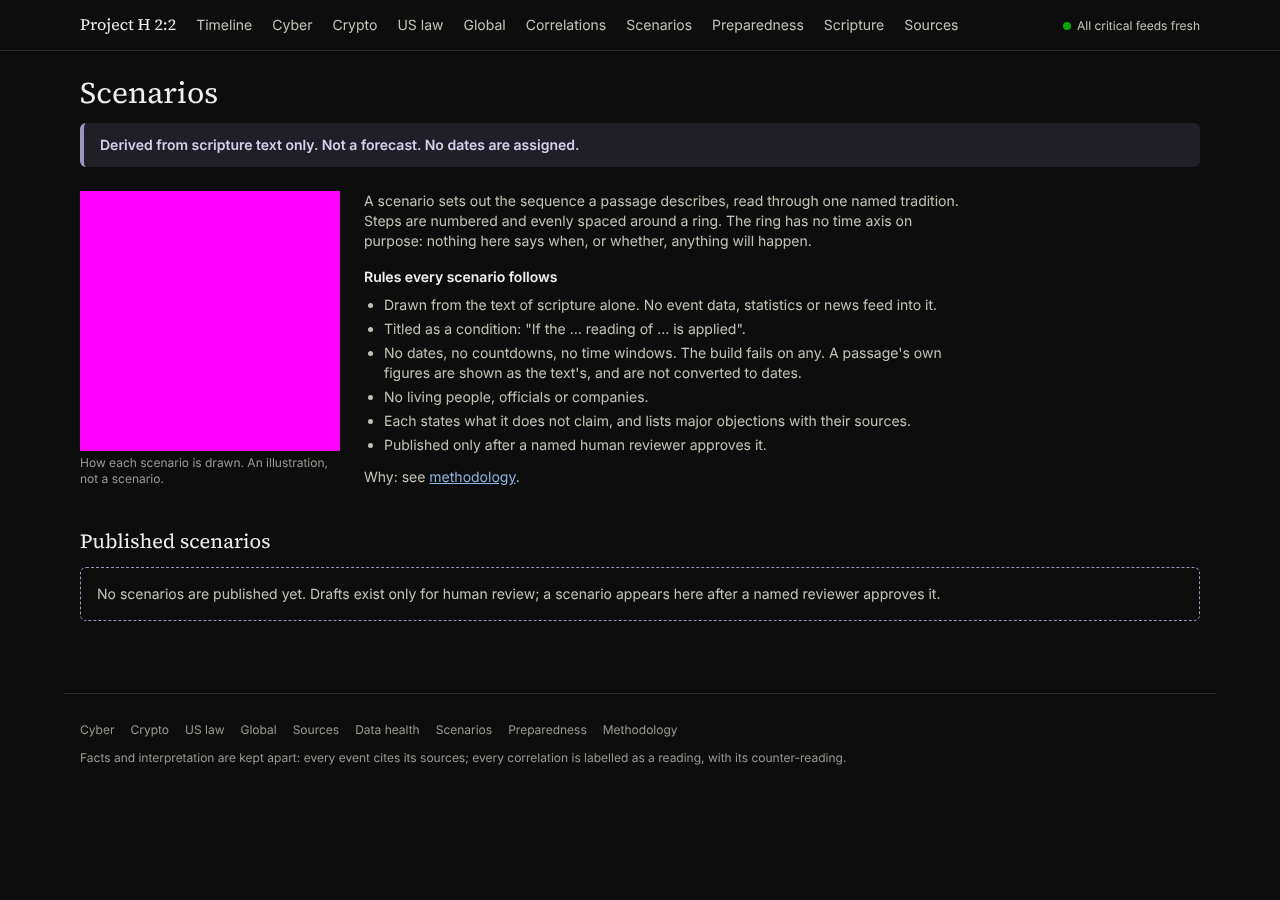 Project H 2:2 Timeline Cyber Crypto US law Global Correlations Scenarios Preparedness Scripture Sources All critical feeds fresh
Scenarios
Derived from scripture text only. Not a forecast. No dates are assigned.
A scenario sets out the sequence a passage describes, read through one named tradition.
Steps are numbered and evenly spaced around a ring. The ring has no time axis on
purpose: nothing here says when, or whether, anything will happen.
Rules every scenario follows
Drawn from the text of scripture alone. No event data, statistics or news feed into it.
Titled as a condition: "If the ... reading of ... is applied".
No dates, no countdowns, no time windows. The build fails on any. A passage's own
figures are shown as the text's, and are not converted to dates.
No living people, officials or companies.
Each states what it does not claim, and lists major objections with their sources.
Published only after a named human reviewer approves it.
Why: see methodology.
How each scenario is drawn. An illustration,
not a scenario.
Published scenarios
No scenarios are published yet. Drafts exist only for human review; a scenario appears here after a named reviewer approves it.
Cyber Crypto US law Global Sources Data health Scenarios Preparedness Methodology
Facts and interpretation are kept apart: every event cites its sources; every correlation is labelled as a reading, with its counter-reading.